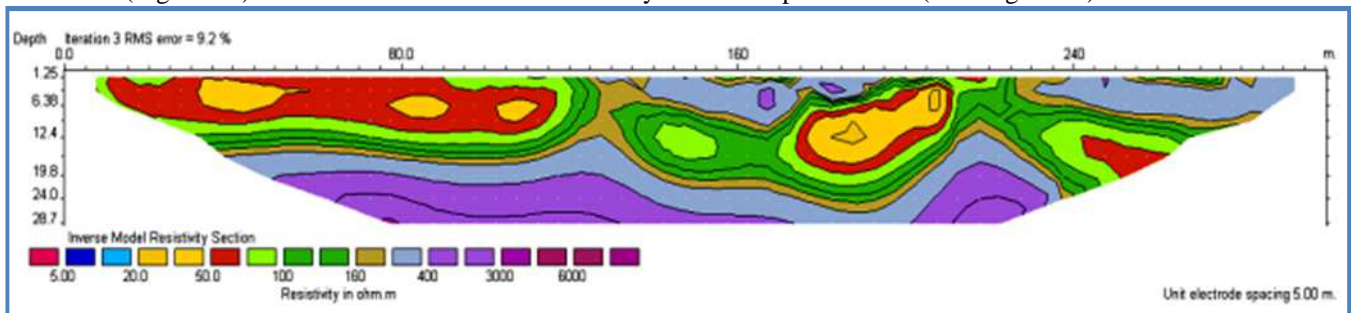 Depth Iteration 3 RMS error = 9.2 %
0.0 80.0 160 240 m.
1.25
6.38
12.4
19.8
24.0
28.7
Inverse Model Resistivity Section
5.00 20.0 50.0 100 160 400 3000 6000
Resistivity in ohm.m
Unit electrode spacing 5.00 m.